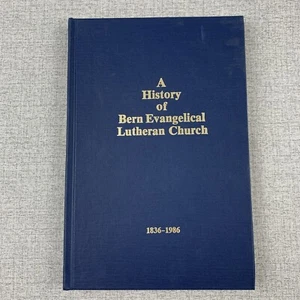 A
History
of
Bern Evangelical
Lutheran Church
1836-1986